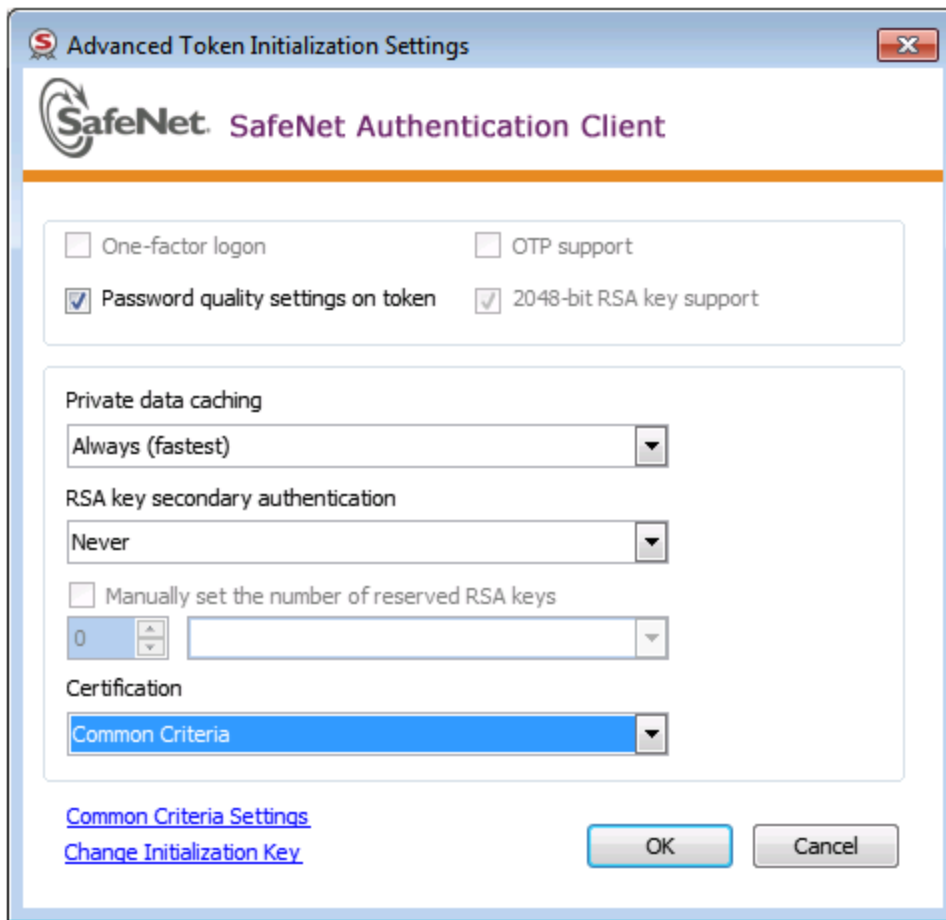 Advanced Token Initialization Settings
SafeNet. SafeNet Authentication Client
One-factor logon
OTP support
Password quality settings on token
2048-bit RSA key support
Private data caching
Always (fastest)
RSA key secondary authentication
Never
Manually set the number of reserved RSA keys
0
Certification
Common Criteria
Common Criteria Settings
Change Initialization Key
OK
Cancel